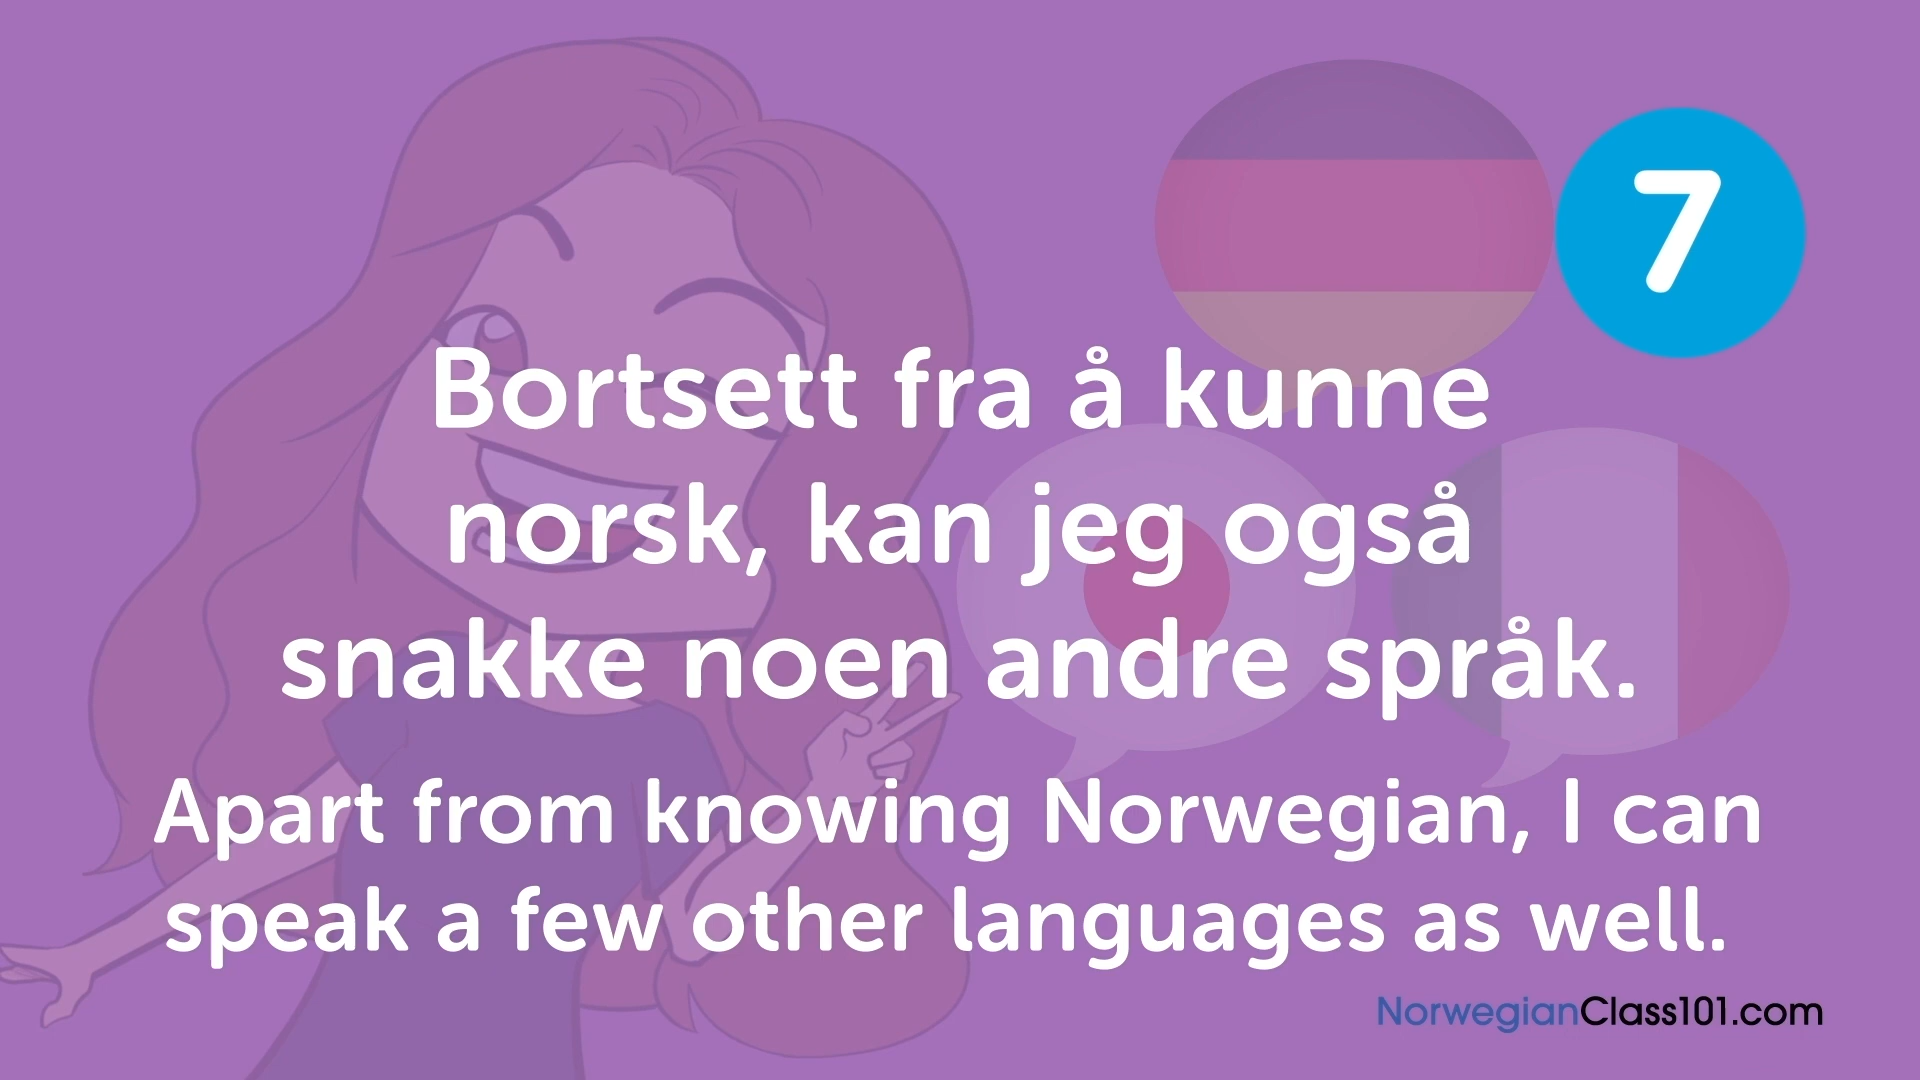 7
Bortsett fra å kunne
norsk, kan jeg også
snakke noen andre språk.
Apart from knowing Norwegian, I can
speak a few other languages as well.
NorwegianClass101.com